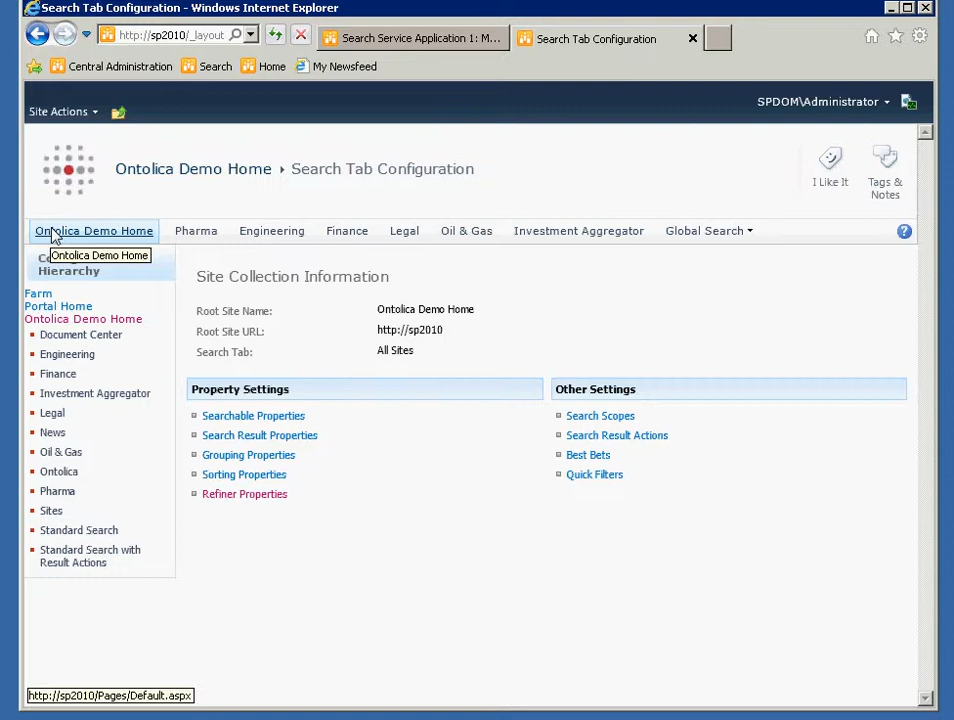 Search Tab Configuration - Windows Internet Explorer
http://sp2010/_layout
Search Service Application 1: M...
Search Tab Configuration
Central Administration
Search
Home
My Newsfeed
Site Actions
SPDOM\Administrator
Ontolica Demo Home
Search Tab Configuration
I Like It
Tags &
Notes
Ontolica Demo Home
Pharma
Engineering
Finance
Legal
Oil & Gas
Investment Aggregator
Global Search
Ontolica Demo Home
Hierarchy
Farm
Portal Home
Ontolica Demo Home
Document Center
Engineering
Finance
Investment Aggregator
Legal
News
Oil & Gas
Ontolica
Pharma
Sites
Standard Search
Standard Search with
Result Actions
Site Collection Information
Root Site Name: Ontolica Demo Home
Root Site URL: http://sp2010
Search Tab: All Sites
Property Settings
Searchable Properties
Search Result Properties
Grouping Properties
Sorting Properties
Refiner Properties
Other Settings
Search Scopes
Search Result Actions
Best Bets
Quick Filters
http://sp2010/Pages/Default.aspx